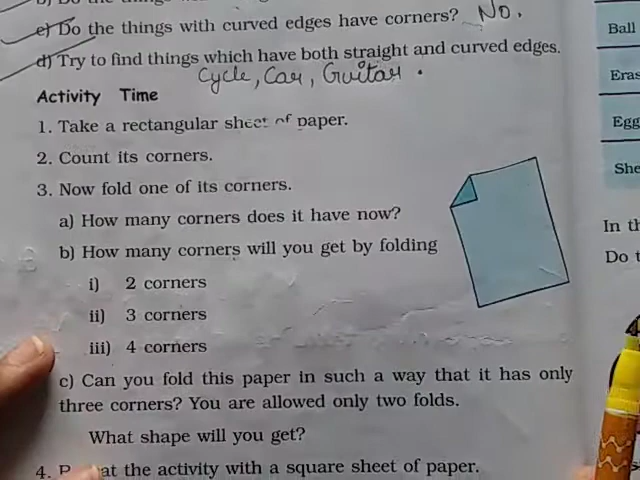 c) Do the things with curved edges have corners? No.
d) Try to find things which have both straight and curved edges.
Cycle, Car, Guitar.
Activity Time
1. Take a rectangular sheet of paper.
2. Count its corners.
3. Now fold one of its corners.
a) How many corners does it have now?
b) How many corners will you get by folding
i) 2 corners
ii) 3 corners
iii) 4 corners
c) Can you fold this paper in such a way that it has only
three corners? You are allowed only two folds.
What shape will you get?
4. at the activity with a square sheet of paper.
Ball
Eras
Egg
She
In th
Do t